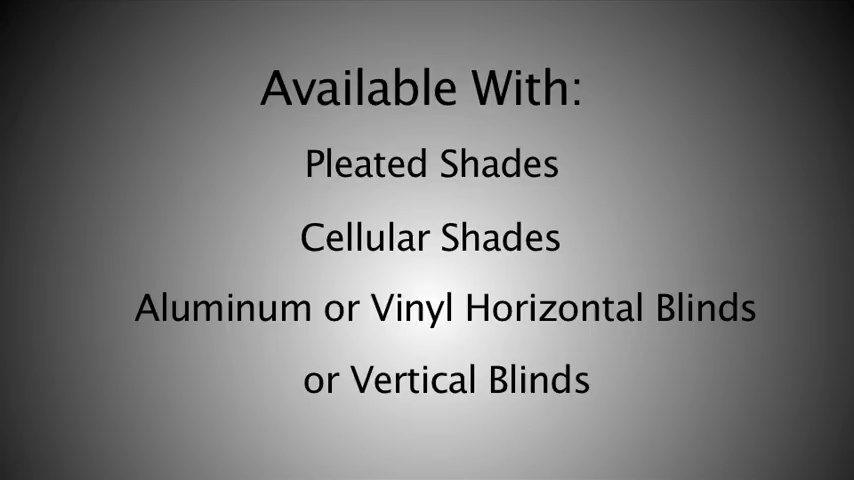 Available With:
Pleated Shades
Cellular Shades
Aluminum or Vinyl Horizontal Blinds
or Vertical Blinds